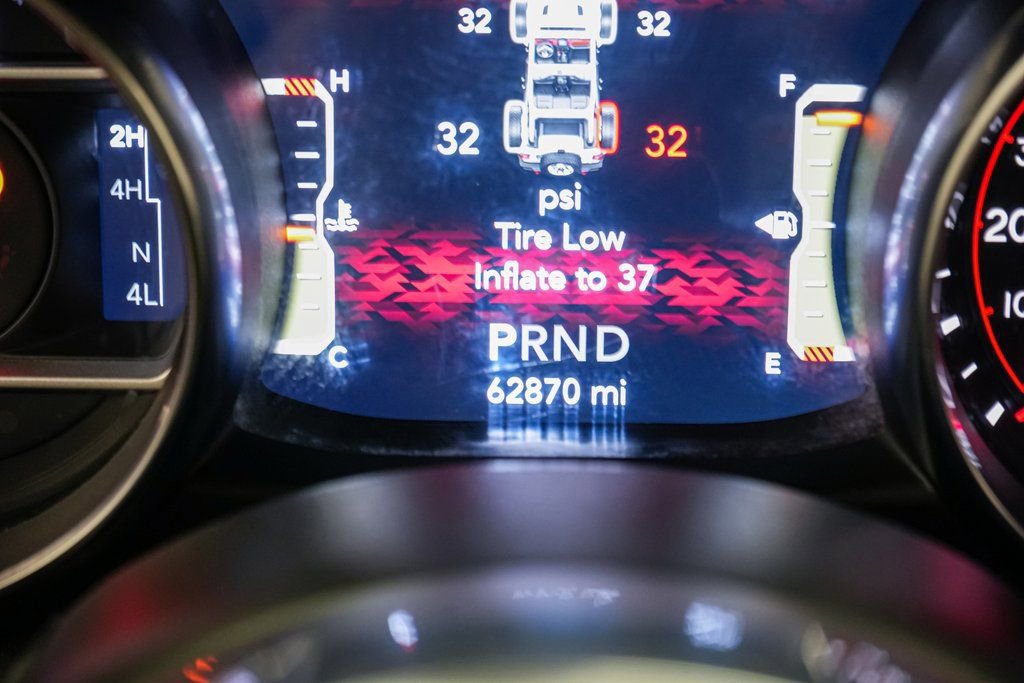 32 32
H
F
2H
4H
N
4L
32 32
psi
Tire Low
Inflate to 37
PRND
C
E
62870 mi
20